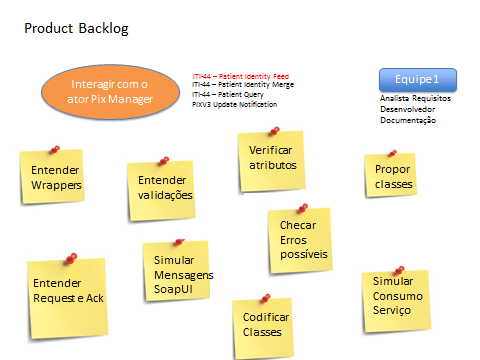 Product Backlog
Interagir com o
ator Pix Manager
ITI-44 – Patient Identity Feed
ITI-44 – Patient Identity Merge
ITI-44 – Patient Query
PIXV3 Update Notification
Equipe 1
Analista Requisitos
Desenvolvedor
Documentação
Entender
Wrappers
Entender
validações
Verificar
atributos
Propor
classes
Entender
Request e Ack
Simular
Mensagens
SoapUI
Checar
Erros
possíveis
Codificar
Classes
Simular
Consumo
Serviço